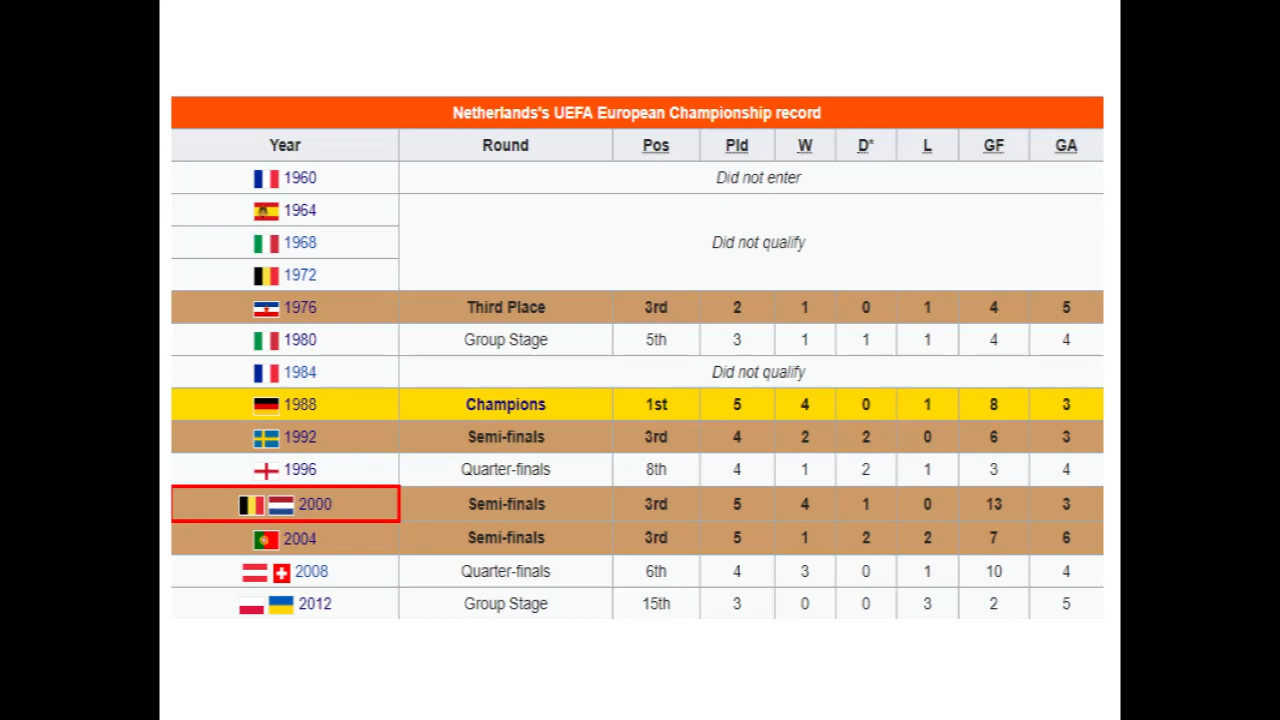 Netherlands's UEFA European Championship record
Year Round Pos Pld W D* L GF GA
1960 Did not enter
1964
1968 Did not qualify
1972
1976 Third Place 3rd 2 1 0 1 4 5
1980 Group Stage 5th 3 1 1 1 4 4
1984 Did not qualify
1988 Champions 1st 5 4 0 1 8 3
1992 Semi-finals 3rd 4 2 2 0 6 3
1996 Quarter-finals 8th 4 1 2 1 3 4
2000 Semi-finals 3rd 5 4 1 0 13 3
2004 Semi-finals 3rd 5 1 2 2 7 6
2008 Quarter-finals 6th 4 3 0 1 10 4
2012 Group Stage 15th 3 0 0 3 2 5